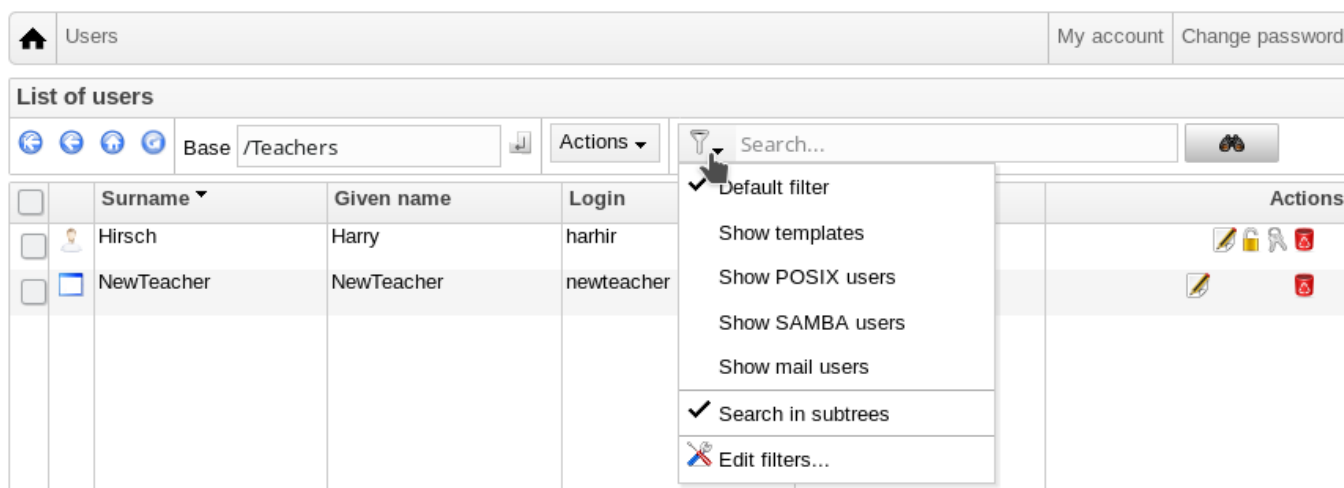 Users My account Change password
List of users
Base /Teachers Actions Search...
Surname Given name Login Actions
Hirsch Harry harhir
NewTeacher NewTeacher newteacher
Default filter
Show templates
Show POSIX users
Show SAMBA users
Show mail users
Search in subtrees
Edit filters...